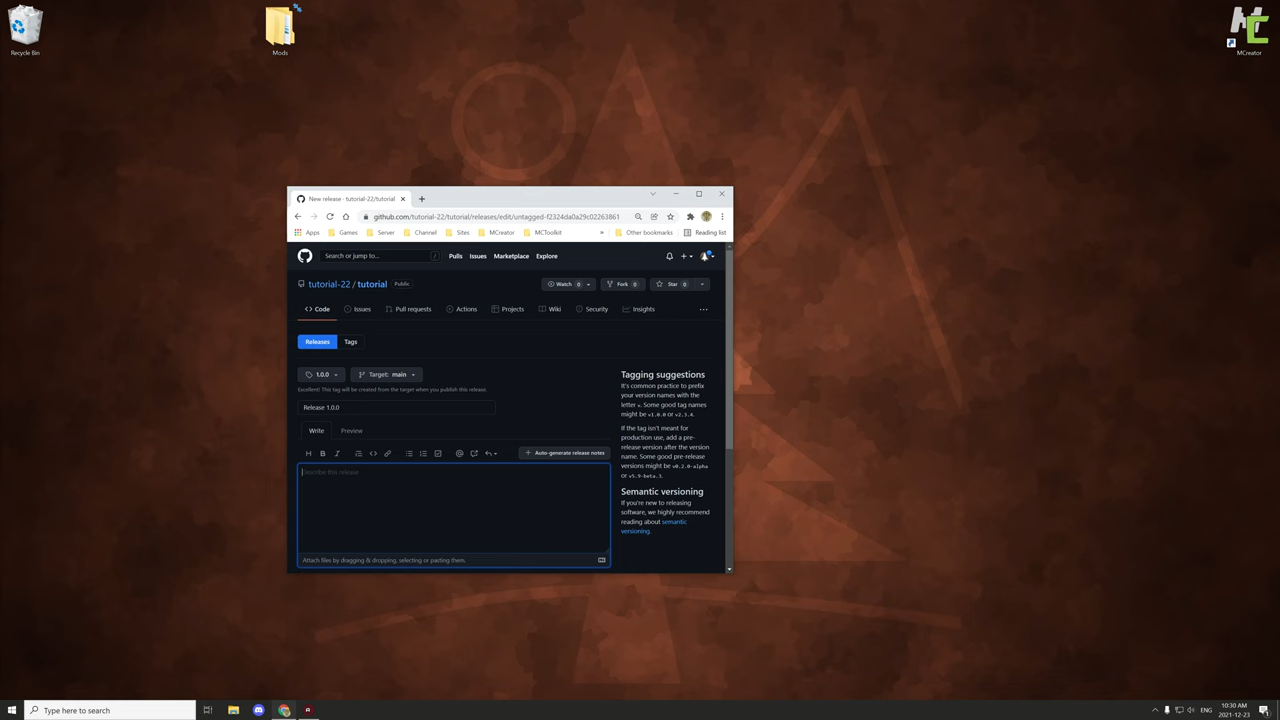 Recycle Bin
Mods
MCreator
New release · tutorial-22/tutorial
github.com/tutorial-22/tutorial/releases/edit/untagged-f2324da0a29c02263861
Apps Games Server Channel Sites MCreator MCToolkit » Other bookmarks Reading list
Search or jump to... / Pulls Issues Marketplace Explore
tutorial-22 / tutorial Public Watch 0 Fork 0 Star 0
Code Issues Pull requests Actions Projects Wiki Security Insights
Releases Tags
1.0.0 Target: main
Excellent! This tag will be created from the target when you publish this release.
Release 1.0.0
Write Preview
Auto-generate release notes
Describe this release
Attach files by dragging & dropping, selecting or pasting them.
Tagging suggestions
It's common practice to prefix
your version names with the
letter v. Some good tag names
might be v1.0.0 or v2.3.4.
If the tag isn't meant for
production use, add a pre-
release version after the version
name. Some good pre-release
versions might be v0.2.0-alpha
or v5.9-beta.3.
Semantic versioning
If you're new to releasing
software, we highly recommend
reading about semantic
versioning.
Type here to search
ENG
10:30 AM
2021-12-23